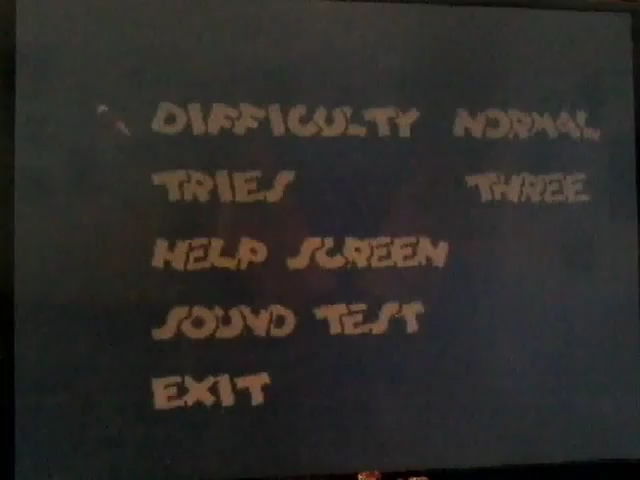 DIFFICULTY NORMAL
TRIES THREE
HELP SCREEN
SOUND TEST
EXIT